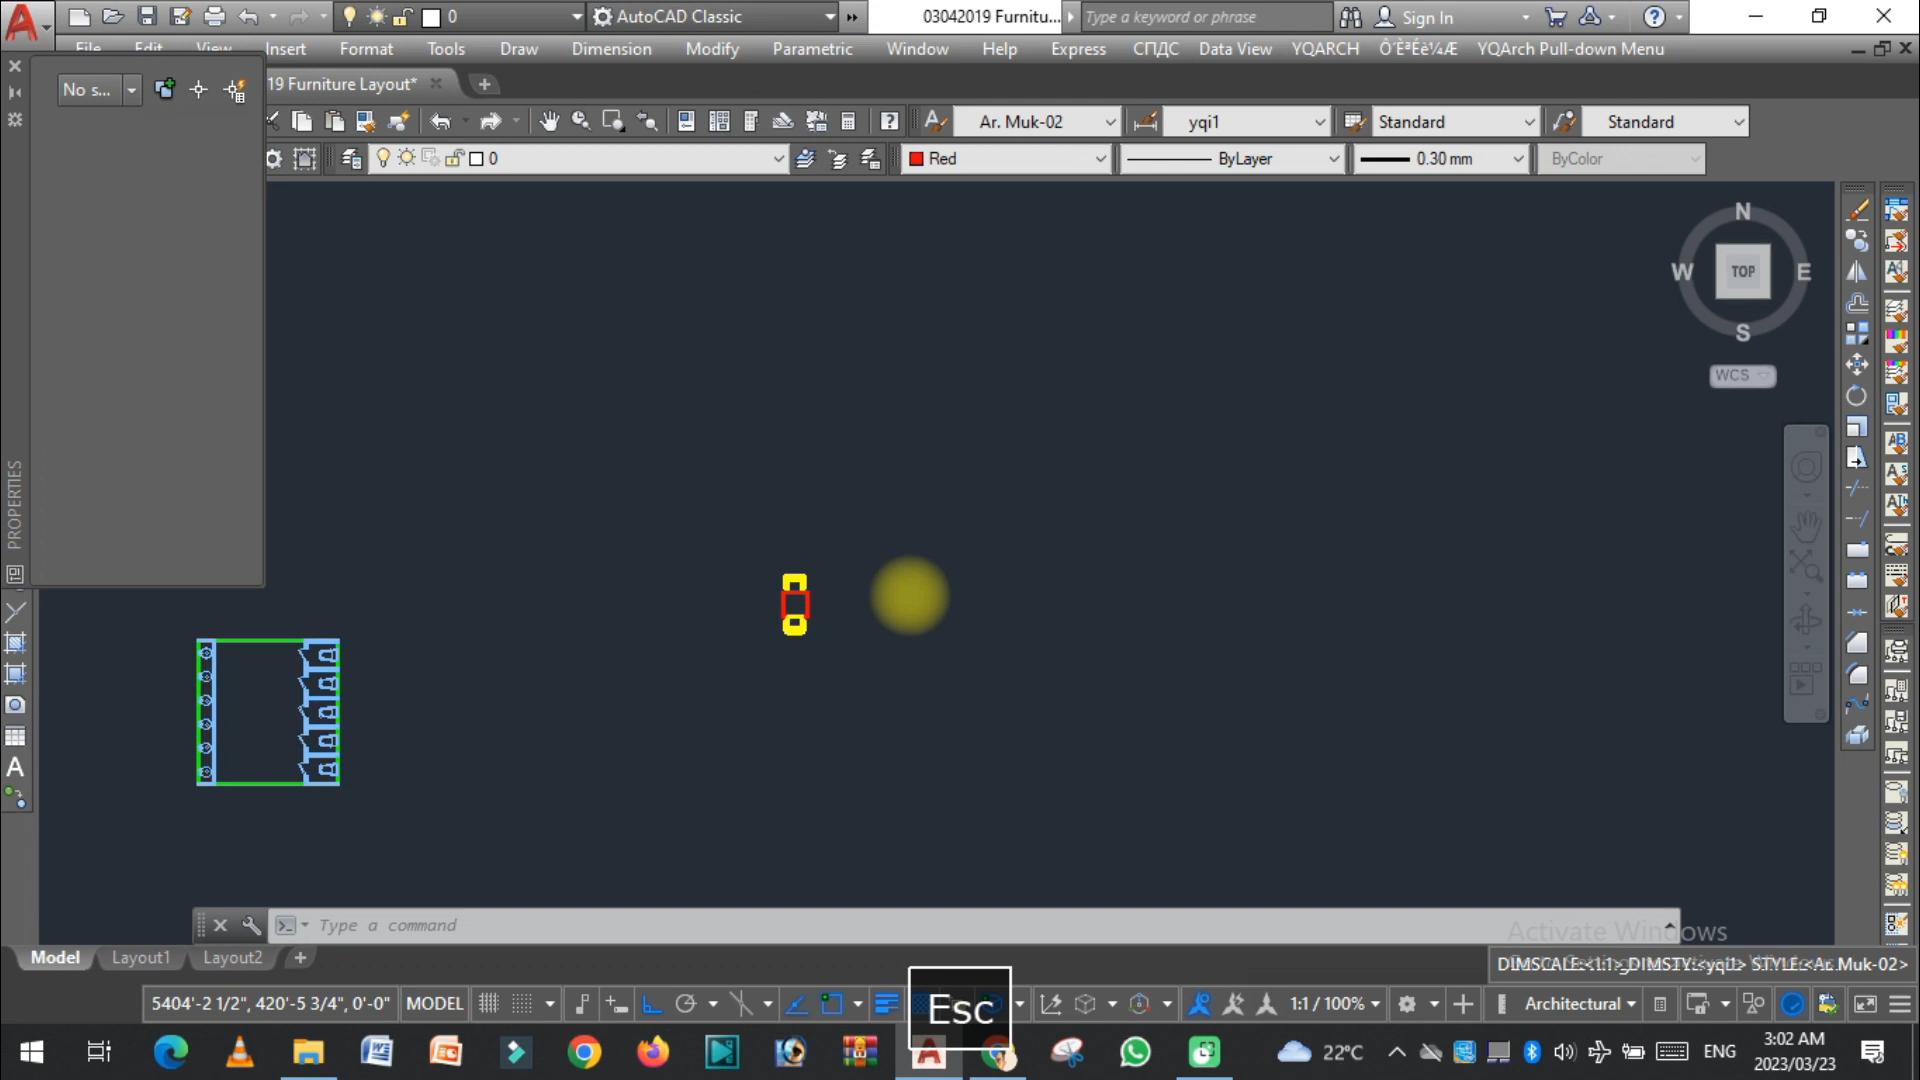 0
AutoCAD Classic
03042019 Furnitu...
Type a keyword or phrase
Sign In
File Edit View Insert Format Tools Draw Dimension Modify Parametric Window Help Express СПДС Data View YQARCH Ô´ÈªÉè¼Æ YQArch Pull-down Menu
No s...
19 Furniture Layout*
Ar. Muk-02
yqi1
Standard
Standard
0
Red
ByLayer
0.30 mm
ByColor
N
W
TOP
E
S
WCS
PROPERTIES
A
Type a command
Activate Windows
Model Layout1 Layout2
DIMSCALE:<1:1> DIMSTY:<yqi> STYLE:<Ar. Muk-02>
5404'-2 1/2", 420'-5 3/4", 0'-0"
MODEL
Esc
1:1 / 100%
Architectural
22°C
ENG
3:02 AM
2023/03/23